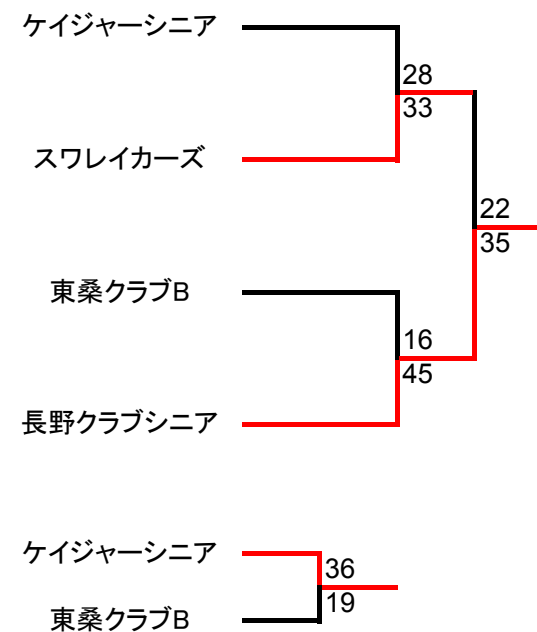 ケイジャーシニア
28
33
スワレイカーズ
22
35
東桑クラブB
16
45
長野クラブシニア
ケイジャーシニア
36
19
東桑クラブB